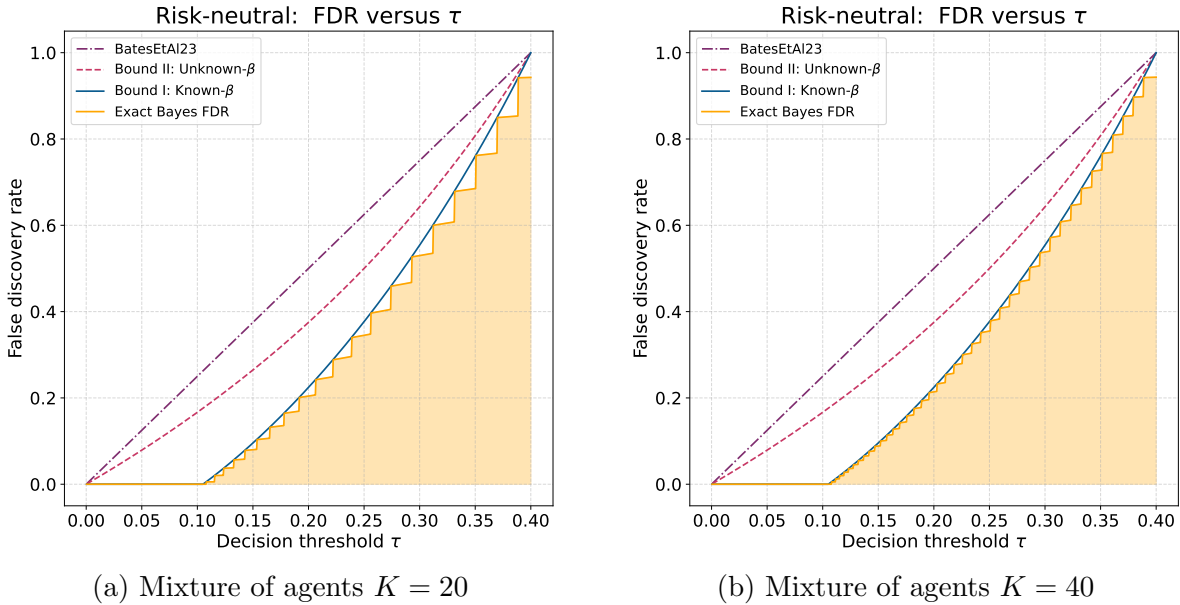 Risk-neutral: FDR versus τ
BatesEtAl23
Bound II: Unknown-β
Bound I: Known-β
Exact Bayes FDR
False discovery rate
1.0
0.8
0.6
0.4
0.2
0.0
0.00 0.05 0.10 0.15 0.20 0.25 0.30 0.35 0.40
Decision threshold τ
(a) Mixture of agents K = 20
Risk-neutral: FDR versus τ
BatesEtAl23
Bound II: Unknown-β
Bound I: Known-β
Exact Bayes FDR
False discovery rate
1.0
0.8
0.6
0.4
0.2
0.0
0.00 0.05 0.10 0.15 0.20 0.25 0.30 0.35 0.40
Decision threshold τ
(b) Mixture of agents K = 40